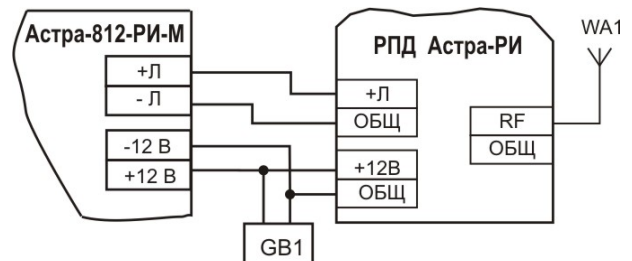 Астра-812-РИ-М
+Л
- Л
-12 В
+12 В
GB1
РПД Астра-РИ
+Л
ОБЩ
+12В
ОБЩ
RF
ОБЩ
WA1